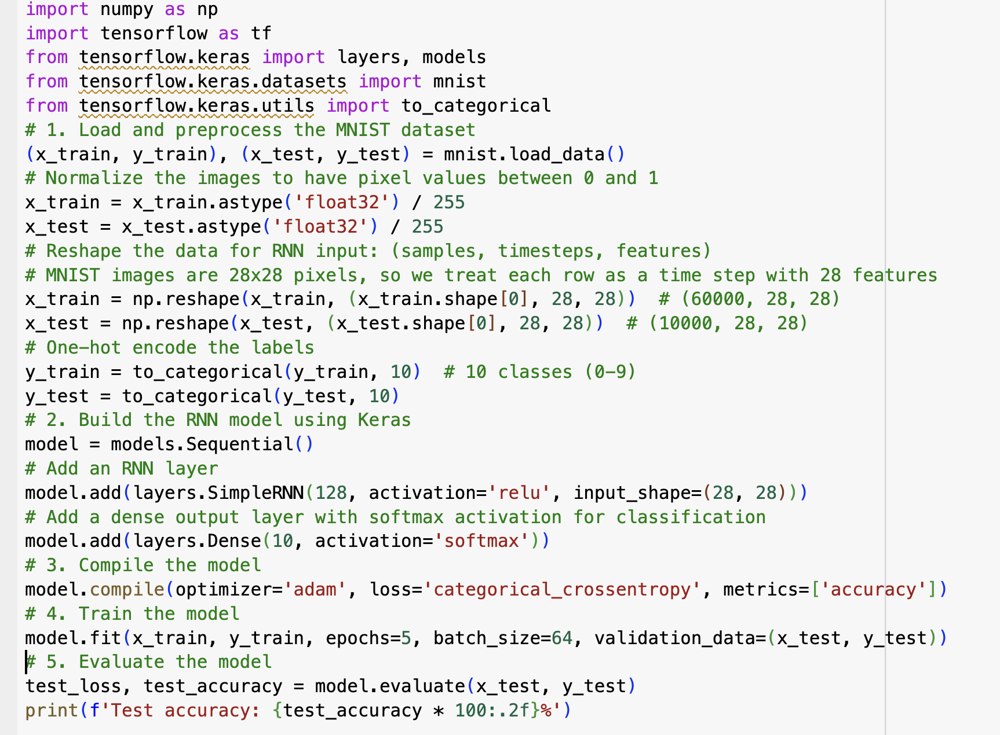 import numpy as np
import tensorflow as tf
from tensorflow.keras import layers, models
from tensorflow.keras.datasets import mnist
from tensorflow.keras.utils import to_categorical
# 1. Load and preprocess the MNIST dataset
(x_train, y_train), (x_test, y_test) = mnist.load_data()
# Normalize the images to have pixel values between 0 and 1
x_train = x_train.astype('float32') / 255
x_test = x_test.astype('float32') / 255
# Reshape the data for RNN input: (samples, timesteps, features)
# MNIST images are 28x28 pixels, so we treat each row as a time step with 28 features
x_train = np.reshape(x_train, (x_train.shape[0], 28, 28))  # (60000, 28, 28)
x_test = np.reshape(x_test, (x_test.shape[0], 28, 28))  # (10000, 28, 28)
# One-hot encode the labels
y_train = to_categorical(y_train, 10)  # 10 classes (0-9)
y_test = to_categorical(y_test, 10)
# 2. Build the RNN model using Keras
model = models.Sequential()
# Add an RNN layer
model.add(layers.SimpleRNN(128, activation='relu', input_shape=(28, 28)))
# Add a dense output layer with softmax activation for classification
model.add(layers.Dense(10, activation='softmax'))
# 3. Compile the model
model.compile(optimizer='adam', loss='categorical_crossentropy', metrics=['accuracy'])
# 4. Train the model
model.fit(x_train, y_train, epochs=5, batch_size=64, validation_data=(x_test, y_test))
# 5. Evaluate the model
test_loss, test_accuracy = model.evaluate(x_test, y_test)
print(f'Test accuracy: {test_accuracy * 100:.2f}%')